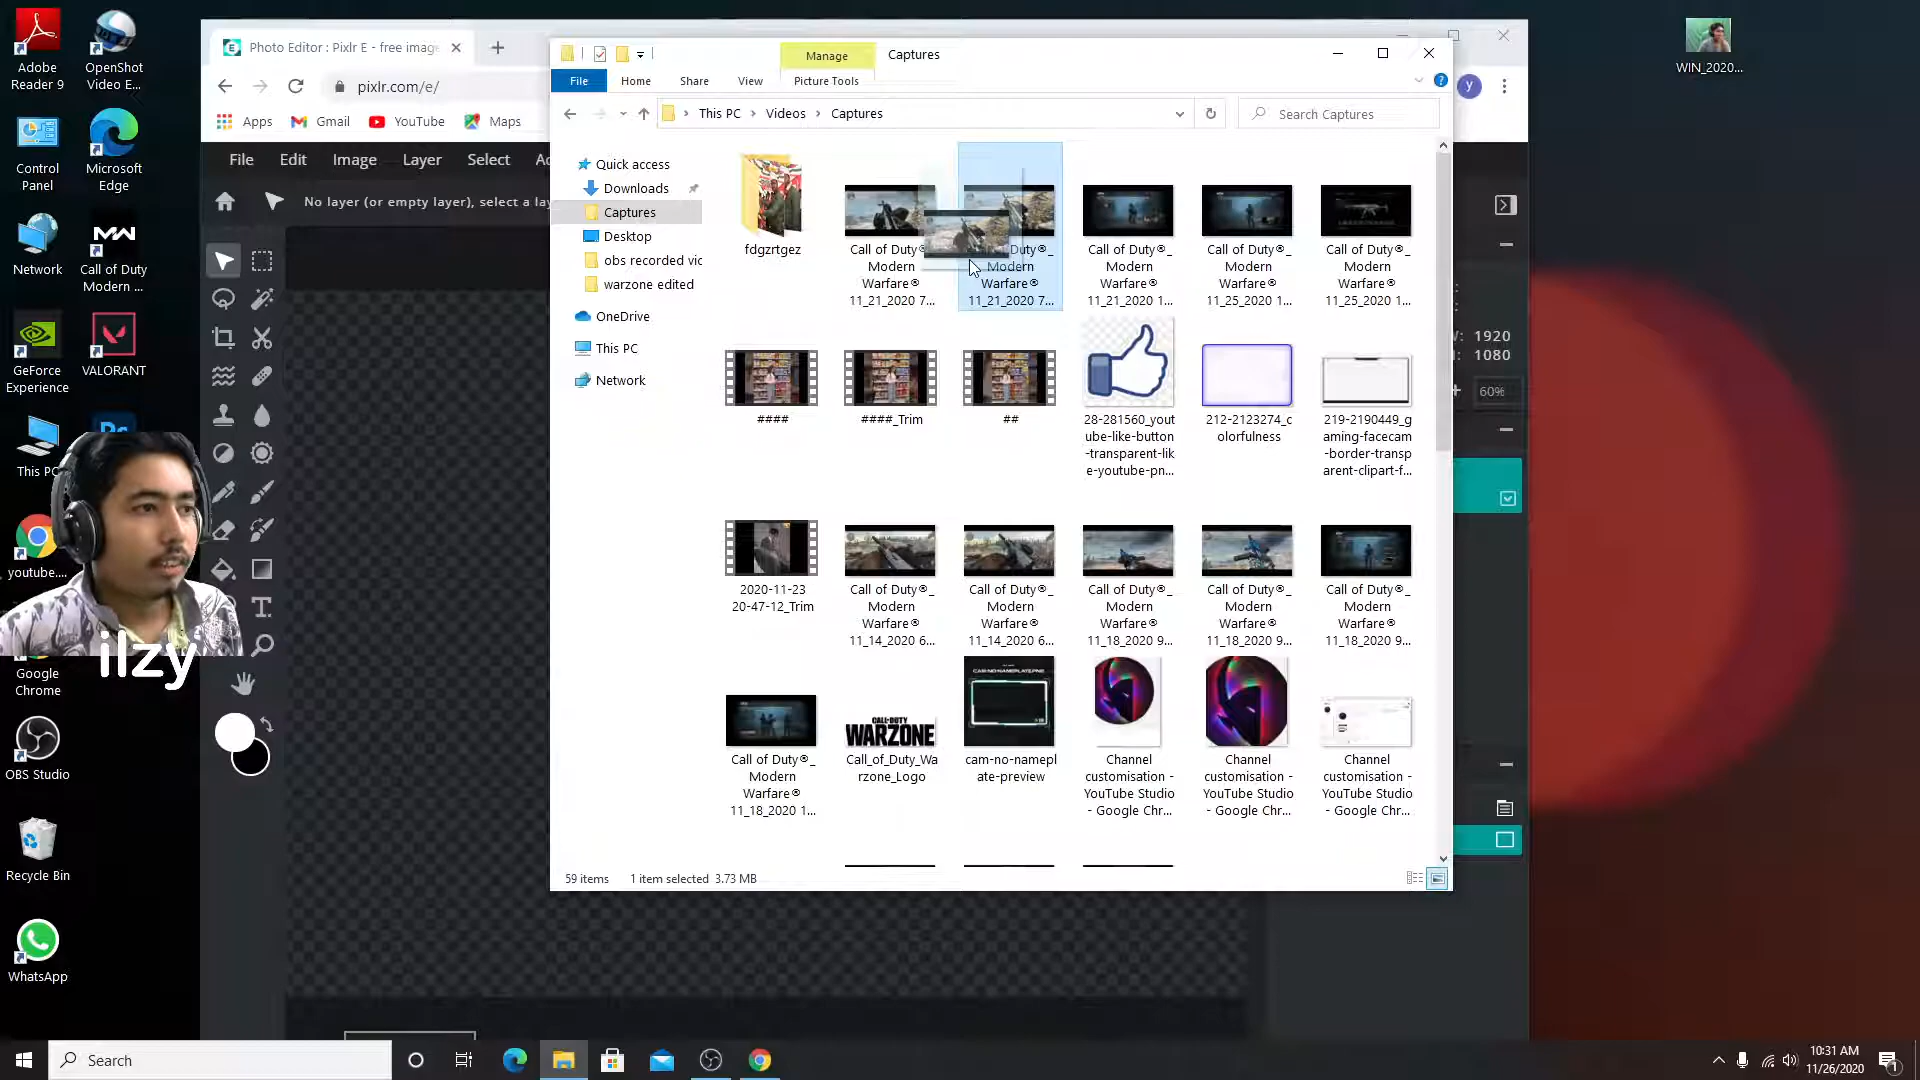 Adobe
Reader 9
OpenShot
Video E...
Control
Panel
Microsoft
Edge
Network
Call of Duty
Modern ...
GeForce
Experience
VALORANT
This PC
youtube....
Google
Chrome
OBS Studio
Recycle Bin
WhatsApp
ilzy
Photo Editor : Pixlr E - free imag
pixlr.com/e/
Apps
Gmail
YouTube
Maps
File
Edit
Image
Layer
Select
No layer (or empty layer), select a la
Manage
Captures
File
Home
Share
View
Picture Tools
This PC
Videos
Captures
Search Captures
Quick access
Downloads
Captures
Desktop
obs recorded vic
warzone edited
OneDrive
This PC
Network
fdgzrtgez
Call of Duty®
Modern
Warfare®
11_21_2020 7...
Duty®_
Modern
Warfare®
11_21_2020 7...
Call of Duty®_
Modern
Warfare®
11_21_2020 1...
Call of Duty®_
Modern
Warfare®
11_25_2020 1...
Call of Duty®_
Modern
Warfare®
11_25_2020 1...
####
####_Trim
##
28-281560_yout
ube-like-button
-transparent-lik
e-youtube-pn...
212-2123274_c
olorfulness
219-2190449_g
aming-facecam
-border-transp
arent-clipart-f...
2020-11-23
20-47-12_Trim
Call of Duty®_
Modern
Warfare®
11_14_2020 6...
Call of Duty®_
Modern
Warfare®
11_14_2020 6...
Call of Duty®_
Modern
Warfare®
11_18_2020 9...
Call of Duty®_
Modern
Warfare®
11_18_2020 9...
Call of Duty®_
Modern
Warfare®
11_18_2020 9...
Call of Duty®_
Modern
Warfare®
11_18_2020 1...
CALL·DUTY
WARZONE
Call_of_Duty_Wa
rzone_Logo
cam-no-namepl
ate-preview
Channel
customisation -
YouTube Studio
- Google Chr...
Channel
customisation -
YouTube Studio
- Google Chr...
Channel
customisation -
YouTube Studio
- Google Chr...
59 items
1 item selected 3.73 MB
y
1920
1080
60%
WIN_2020...
Search
10:31 AM
11/26/2020
1